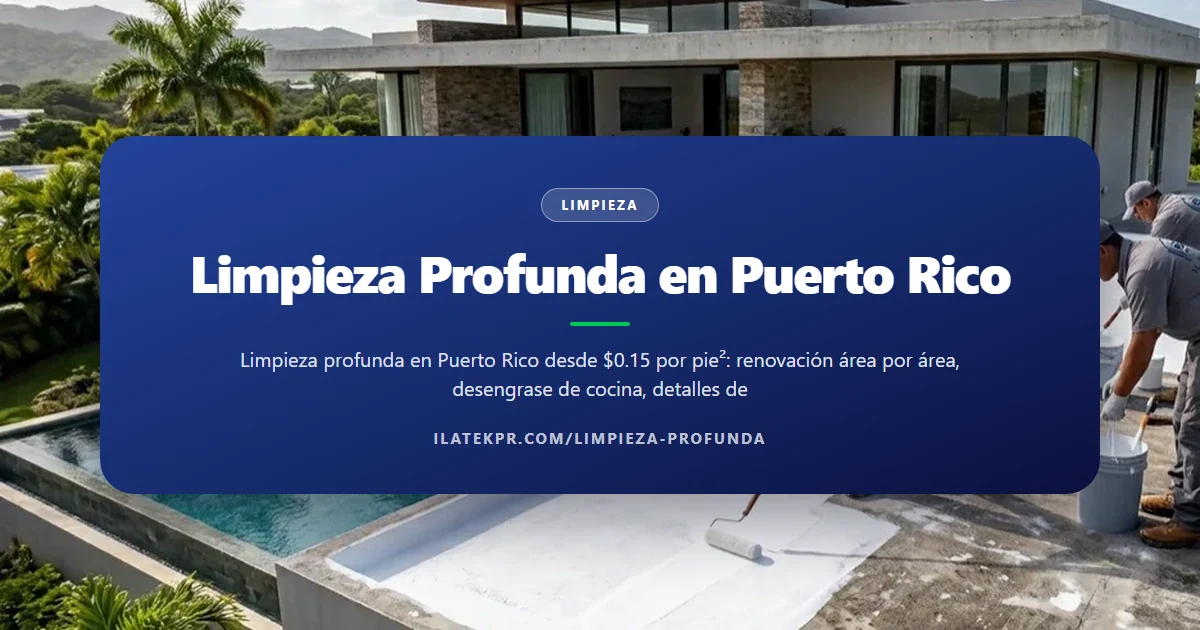 LIMPIEZA
Limpieza Profunda en Puerto Rico
Limpieza profunda en Puerto Rico desde $0.15 por pie²: renovación área por área,
desengrase de cocina, detalles de
ILATEKPR.COM/LIMPIEZA-PROFUNDA